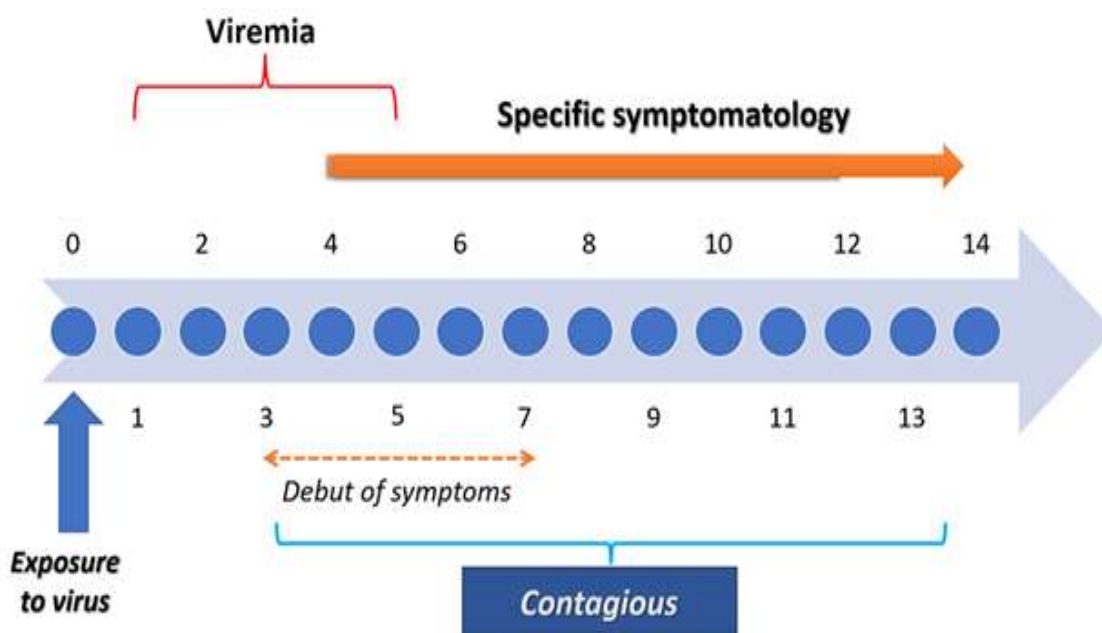 Viremia
Specific symptomatology
0 2 4 6 8 10 12 14
1 3 5 7 9 11 13
Debut of symptoms
Exposure
to virus
Contagious